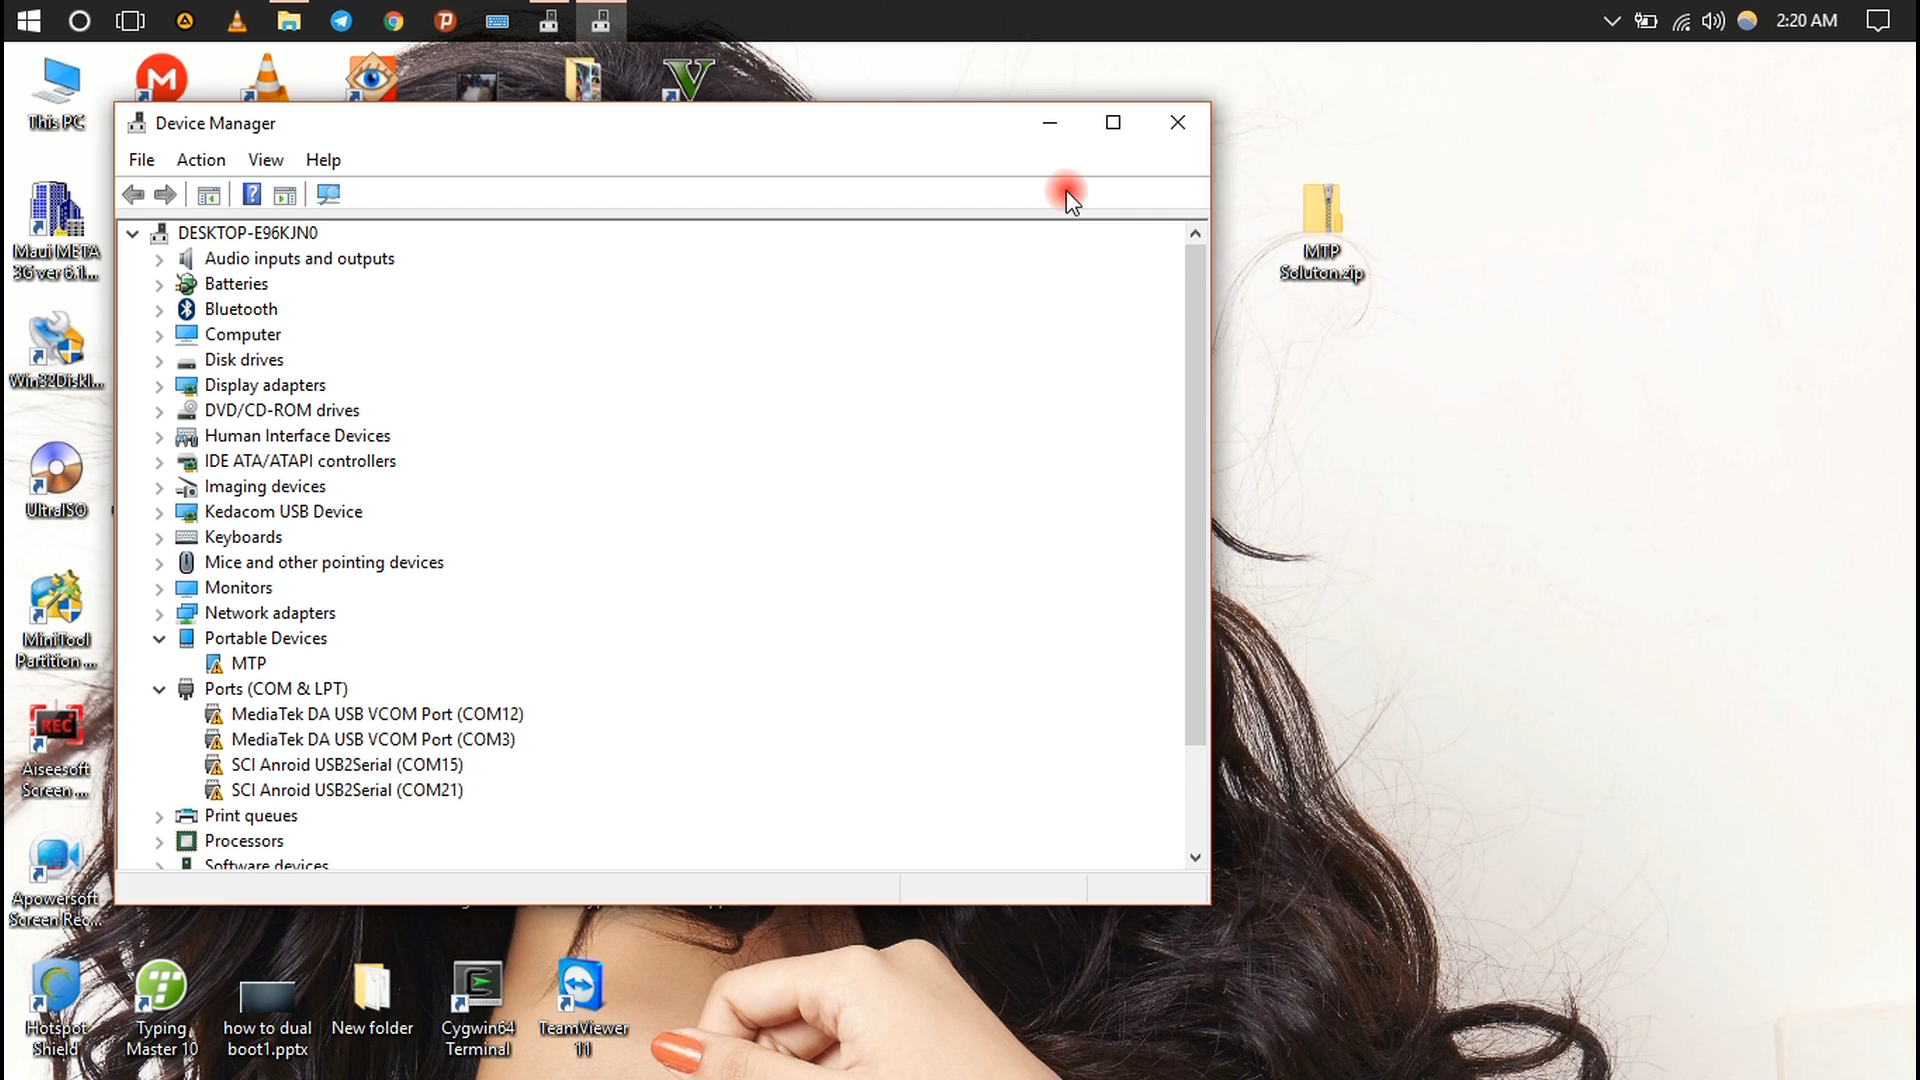 2:20 AM
This PC
Device Manager
File Action View Help
DESKTOP-E96KJN0
Audio inputs and outputs
Batteries
Bluetooth
Computer
Disk drives
Display adapters
DVD/CD-ROM drives
Human Interface Devices
IDE ATA/ATAPI controllers
Imaging devices
Kedacom USB Device
Keyboards
Mice and other pointing devices
Monitors
Network adapters
Portable Devices
MTP
Ports (COM & LPT)
MediaTek DA USB VCOM Port (COM12)
MediaTek DA USB VCOM Port (COM3)
SCI Anroid USB2Serial (COM15)
SCI Anroid USB2Serial (COM21)
Print queues
Processors
Software devices
MTP
Soluton.zip
Maui META
3G ver 6.1...
Win32DiskI...
UltraISO
MiniTool
Partition ...
REC
Aiseesoft
Screen ...
Apowersoft
Screen Rec...
Hotspot
Shield
Typing
Master 10
how to dual
boot1.pptx
New folder
Cygwin64
Terminal
TeamViewer
11